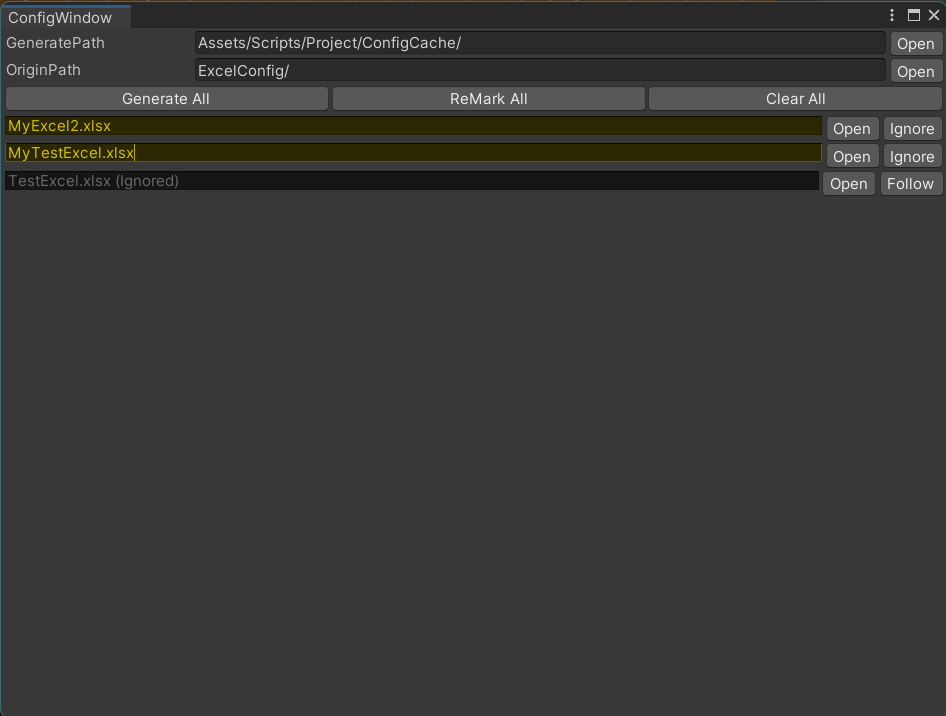 ConfigWindow
GeneratePath Assets/Scripts/Project/ConfigCache/ Open
OriginPath ExcelConfig/ Open
Generate All ReMark All Clear All
MyExcel2.xlsx Open Ignore
MyTestExcel.xlsx Open Ignore
TestExcel.xlsx (Ignored) Open Follow